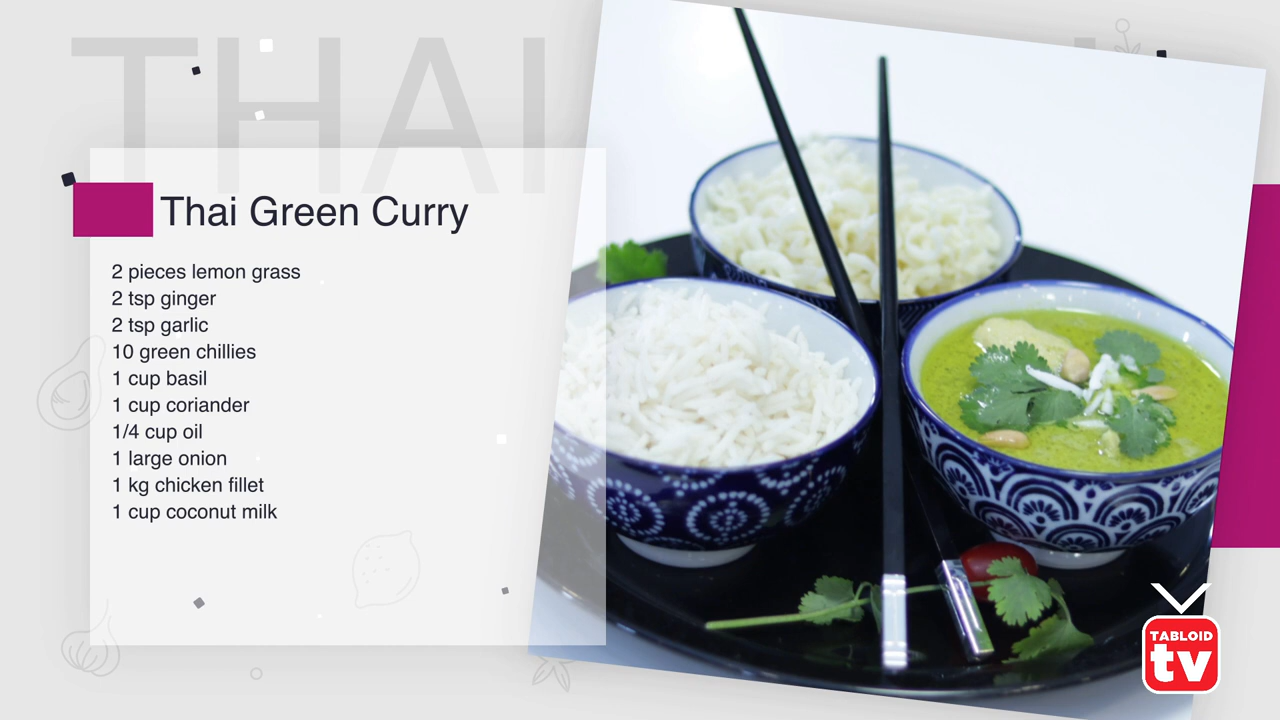 THAI
Thai Green Curry
2 pieces lemon grass
2 tsp ginger
2 tsp garlic
10 green chillies
1 cup basil
1 cup coriander
1/4 cup oil
1 large onion
1 kg chicken fillet
1 cup coconut milk
TABLOID
tv